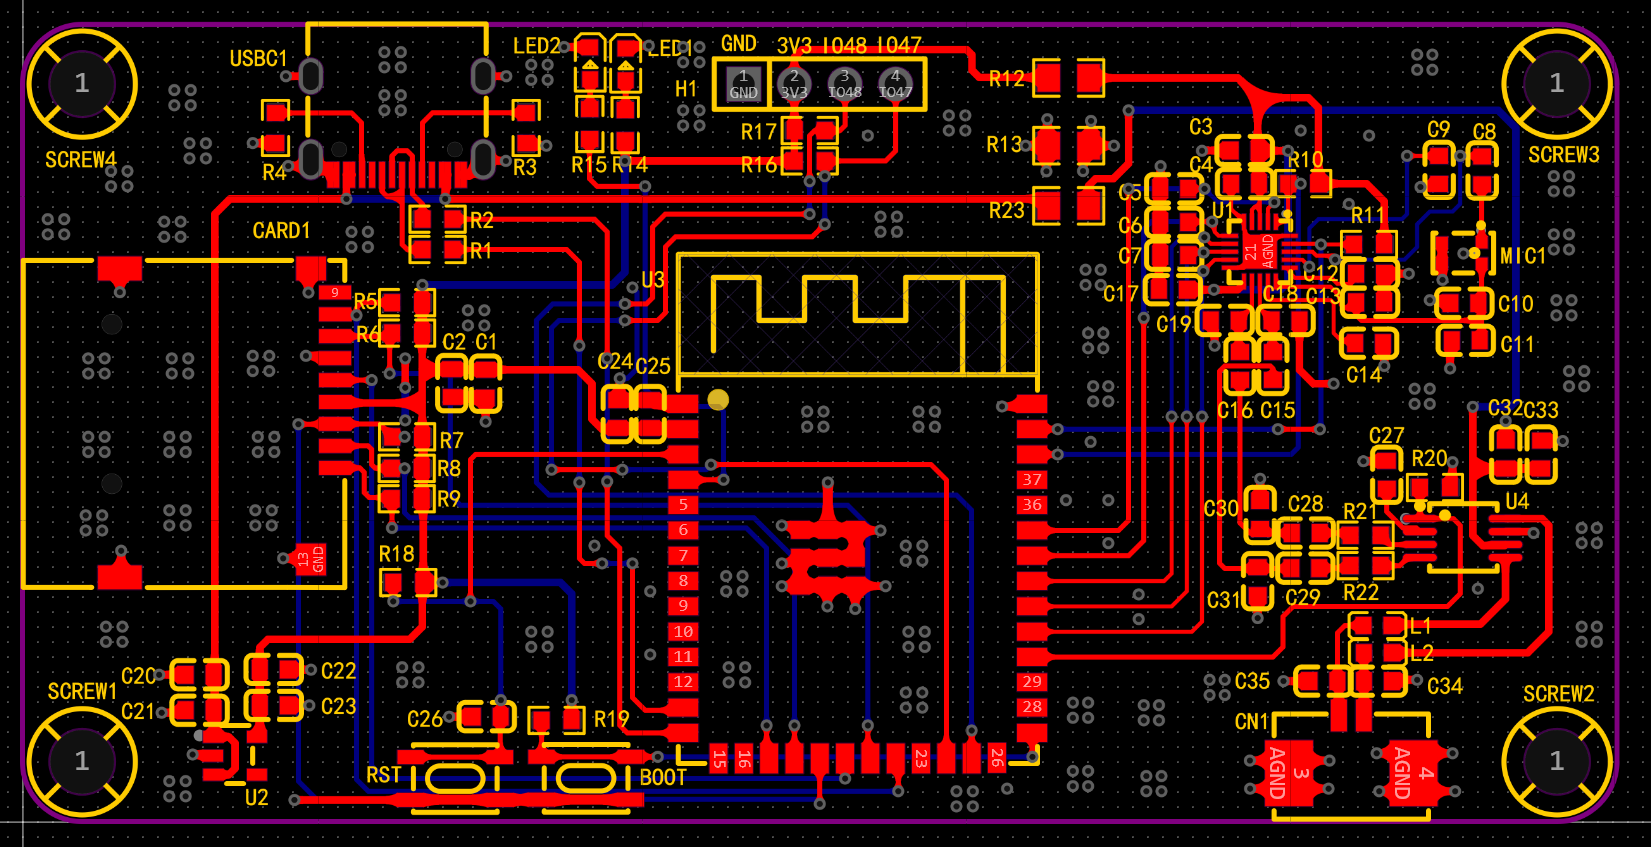 LED2
LED1
GND
3V3
IO48
IO47
USBC1
H1
1
GND
2
3V3
3
IO48
4
IO47
R12
1
1
SCREW4
SCREW3
R4
R3
R15
R14
R17
R16
R13
C3
C4
R10
C9
C8
R23
C5
C6
C7
U1
21
AGND
R11
MIC1
CARD1
R2
R1
U3
C17
C12
C18
C13
C10
C19
C11
C14
C16
C15
9
R5
R6
C2
C1
C24
C25
R7
R8
R9
C27
C32
C33
R20
U4
37
36
5
6
7
8
9
10
11
12
29
28
C30
C28
R21
C31
C29
R22
13
GND
R18
L1
L2
C35
C34
C20
C22
C21
C23
SCREW1
SCREW2
1
1
C26
R19
CN1
RST
BOOT
U2
15
16
23
26
3
AGND
4
AGND